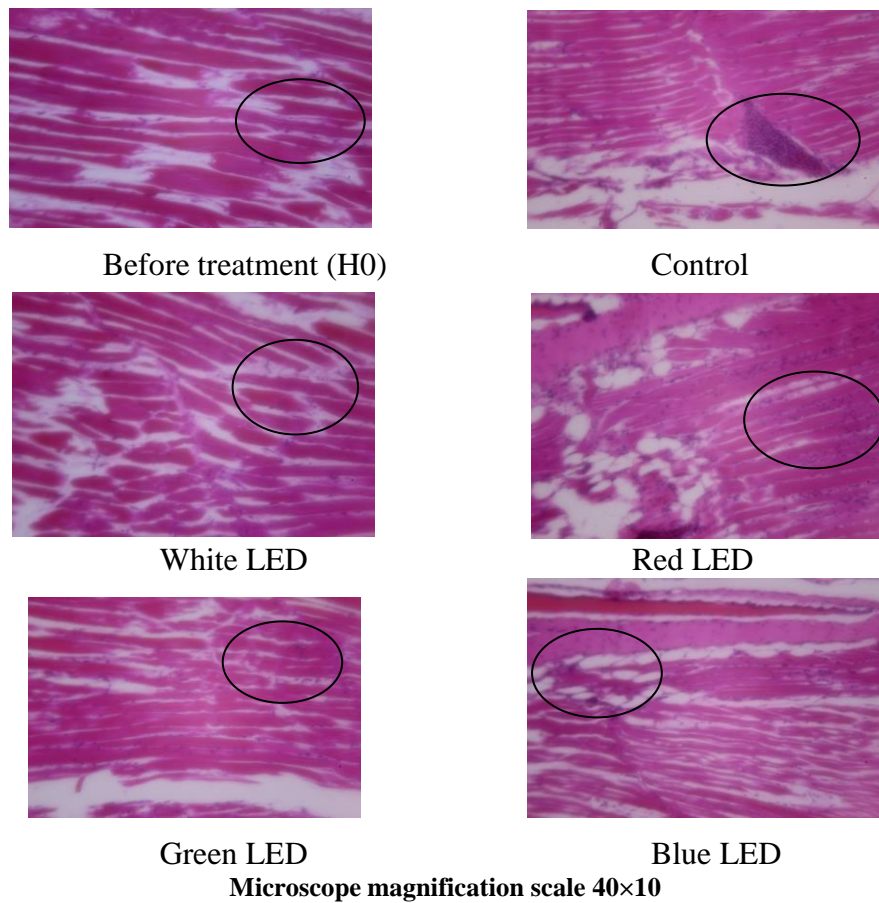 Before treatment (H0)
Control
White LED
Red LED
Green LED
Blue LED
Microscope magnification scale 40×10